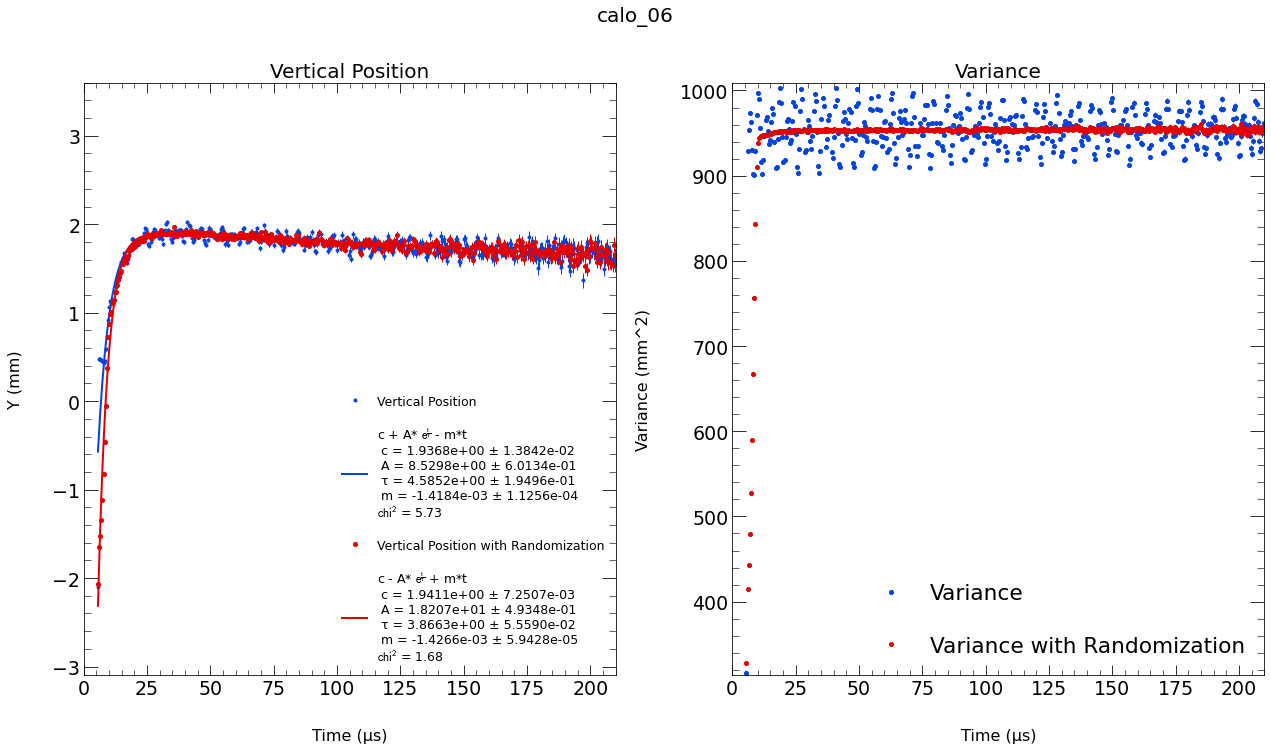 calo_06
Vertical Position
3
2
1
0
−1
−2
−3
Y (mm)
0 25 50 75 100 125 150 175 200
Time (µs)
Vertical Position
c + A* - m*t
c = 1.9368e+00 ± 1.3842e-02
A = 8.5298e+00 ± 6.0134e-01
τ = 4.5852e+00 ± 1.9496e-01
m = -1.4184e-03 ± 1.1256e-04
chi² = 5.73
Vertical Position with Randomization
c - A* + m*t
c = 1.9411e+00 ± 7.2507e-03
A = 1.8207e+01 ± 4.9348e-01
τ = 3.8663e+00 ± 5.5590e-02
m = -1.4266e-03 ± 5.9428e-05
chi² = 1.68
Variance
1000
900
800
700
600
500
400
Variance (mm^2)
0 25 50 75 100 125 150 175 200
Time (µs)
Variance
Variance with Randomization